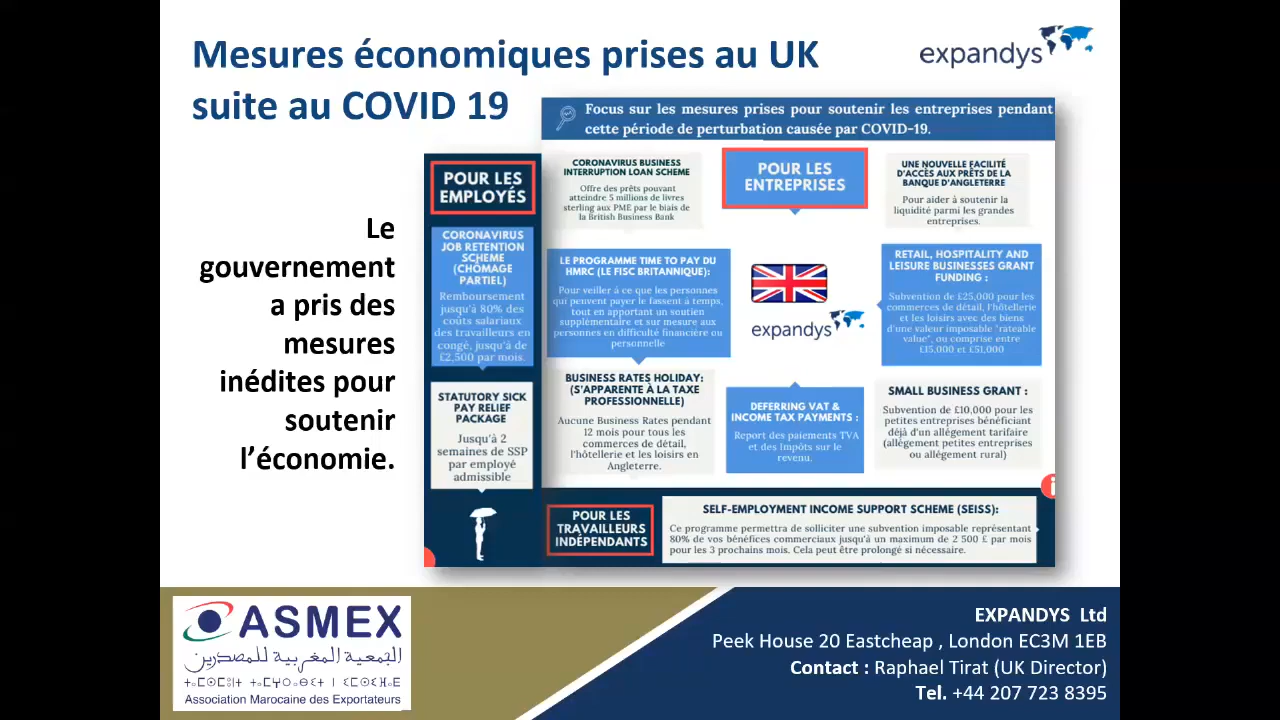 Mesures économiques prises au UK
suite au COVID 19
expandys
Le
gouvernement
a pris des
mesures
inédites pour
soutenir
l’économie.
Focus sur les mesures prises pour soutenir les entreprises pendant
cette période de perturbation causée par COVID-19.
POUR LES
EMPLOYÉS
CORONAVIRUS
JOB RETENTION
SCHEME
(CHÔMAGE
PARTIEL)
Remboursement
jusqu'à 80% des
coûts salariaux
des travailleurs en
congé, jusqu'à de
£2,500 par mois.
STATUTORY SICK
PAY RELIEF
PACKAGE
Jusqu'à 2
semaines de SSP
par employé
admissible
CORONAVIRUS BUSINESS
INTERRUPTION LOAN SCHEME
Offre des prêts pouvant
atteindre 5 millions de livres
sterling aux PME par le biais de
la British Business Bank
POUR LES
ENTREPRISES
UNE NOUVELLE FACILITÉ
D'ACCÈS AUX PRÊTS DE LA
BANQUE D'ANGLETERRE
Pour aider à soutenir la
liquidité parmi les grandes
entreprises.
LE PROGRAMME TIME TO PAY DU
HMRC (LE FISC BRITANNIQUE):
Pour veiller à ce que les personnes
qui peuvent payer le fassent à temps,
tout en apportant un soutien
supplémentaire et sur mesure aux
personnes en difficulté financière ou
personnelle
expandys
RETAIL, HOSPITALITY AND
LEISURE BUSINESSES GRANT
FUNDING :
Subvention de £25,000 pour les
commerces de détail, l'hôtellerie
et les loisirs avec des biens
d'une valeur imposable "rateable
value", ou comprise entre
£15,000 et £51,000
BUSINESS RATES HOLIDAY:
(S'APPARENTE À LA TAXE
PROFESSIONNELLE)
Aucune Business Rates pendant
12 mois pour tous les
commerces de détail,
l'hôtellerie et les loisirs en
Angleterre.
DEFERRING VAT &
INCOME TAX PAYMENTS :
Report des paiements TVA
et des Impôts sur le
revenu.
SMALL BUSINESS GRANT :
Subvention de £10,000 pour les
petites entreprises bénéficiant
déjà d'un allégement tarifaire
(allégement petites entreprises
ou allégement rural)
POUR LES
TRAVAILLEURS
INDÉPENDANTS
SELF-EMPLOYMENT INCOME SUPPORT SCHEME (SEISS):
Ce programme permettra de solliciter une subvention imposable représentant
80% de vos bénéfices commerciaux jusqu'à un maximum de 2 500 £ par mois
pour les 3 prochains mois. Cela peut être prolongé si nécessaire.
ASMEX
الجمعية المغربية للمصدرين
Association Marocaine des Exportateurs
EXPANDYS Ltd
Peek House 20 Eastcheap , London EC3M 1EB
Contact : Raphael Tirat (UK Director)
Tel. +44 207 723 8395